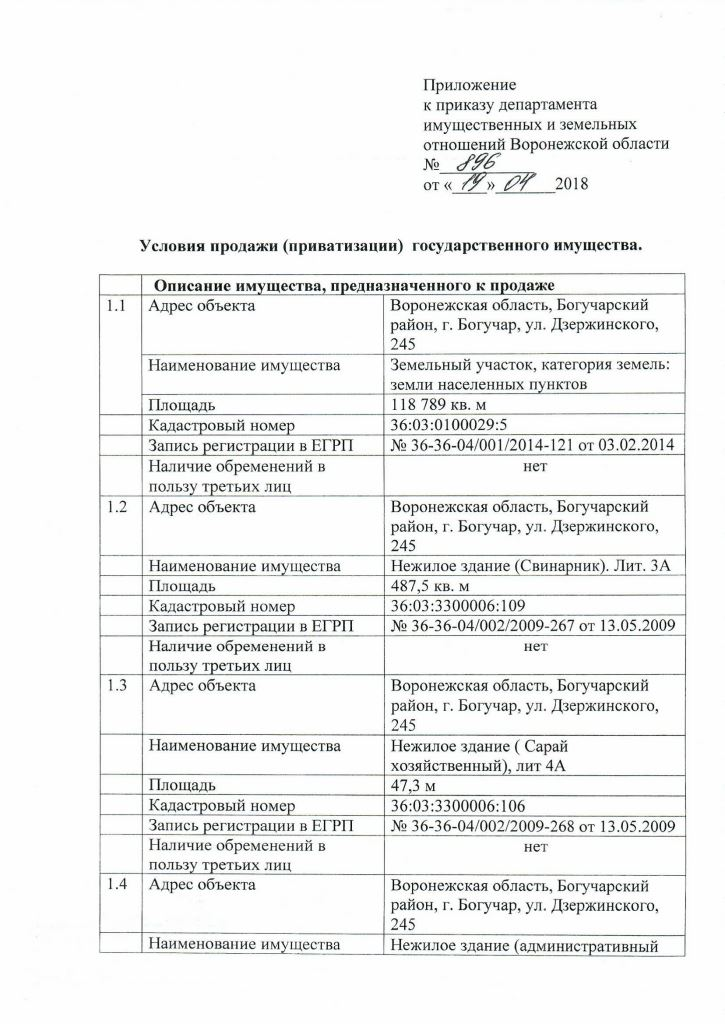 Приложение
к приказу департамента
имущественных и земельных
отношений Воронежской области
№ 896
от « 19 » 04 2018
Условия продажи (приватизации) государственного имущества.
Описание имущества, предназначенного к продаже
1.1 Адрес объекта Воронежская область, Богучарский
район, г. Богучар, ул. Дзержинского,
245
Наименование имущества Земельный участок, категория земель:
земли населенных пунктов
Площадь 118 789 кв. м
Кадастровый номер 36:03:0100029:5
Запись регистрации в ЕГРП № 36-36-04/001/2014-121 от 03.02.2014
Наличие обременений в нет
пользу третьих лиц
1.2 Адрес объекта Воронежская область, Богучарский
район, г. Богучар, ул. Дзержинского,
245
Наименование имущества Нежилое здание (Свинарник). Лит. 3А
Площадь 487,5 кв. м
Кадастровый номер 36:03:3300006:109
Запись регистрации в ЕГРП № 36-36-04/002/2009-267 от 13.05.2009
Наличие обременений в нет
пользу третьих лиц
1.3 Адрес объекта Воронежская область, Богучарский
район, г. Богучар, ул. Дзержинского,
245
Наименование имущества Нежилое здание ( Сарай
хозяйственный), лит 4А
Площадь 47,3 м
Кадастровый номер 36:03:3300006:106
Запись регистрации в ЕГРП № 36-36-04/002/2009-268 от 13.05.2009
Наличие обременений в нет
пользу третьих лиц
1.4 Адрес объекта Воронежская область, Богучарский
район, г. Богучар, ул. Дзержинского,
245
Наименование имущества Нежилое здание (административный